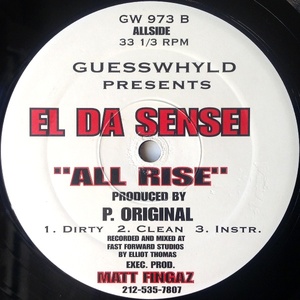 GW 973 B
ALLSIDE
33 1/3 RPM
GUESSWHYLD
PRESENTS
EL DA SENSEI
"ALL RISE"
PRODUCED BY
P. ORIGINAL
1. DIRTY 2. CLEAN 3. INSTR.
RECORDED AND MIXED AT
FAST FORWARD STUDIOS
BY ELLIOT THOMAS
EXEC. PROD.
MATT FINGAZ
212-535-7807